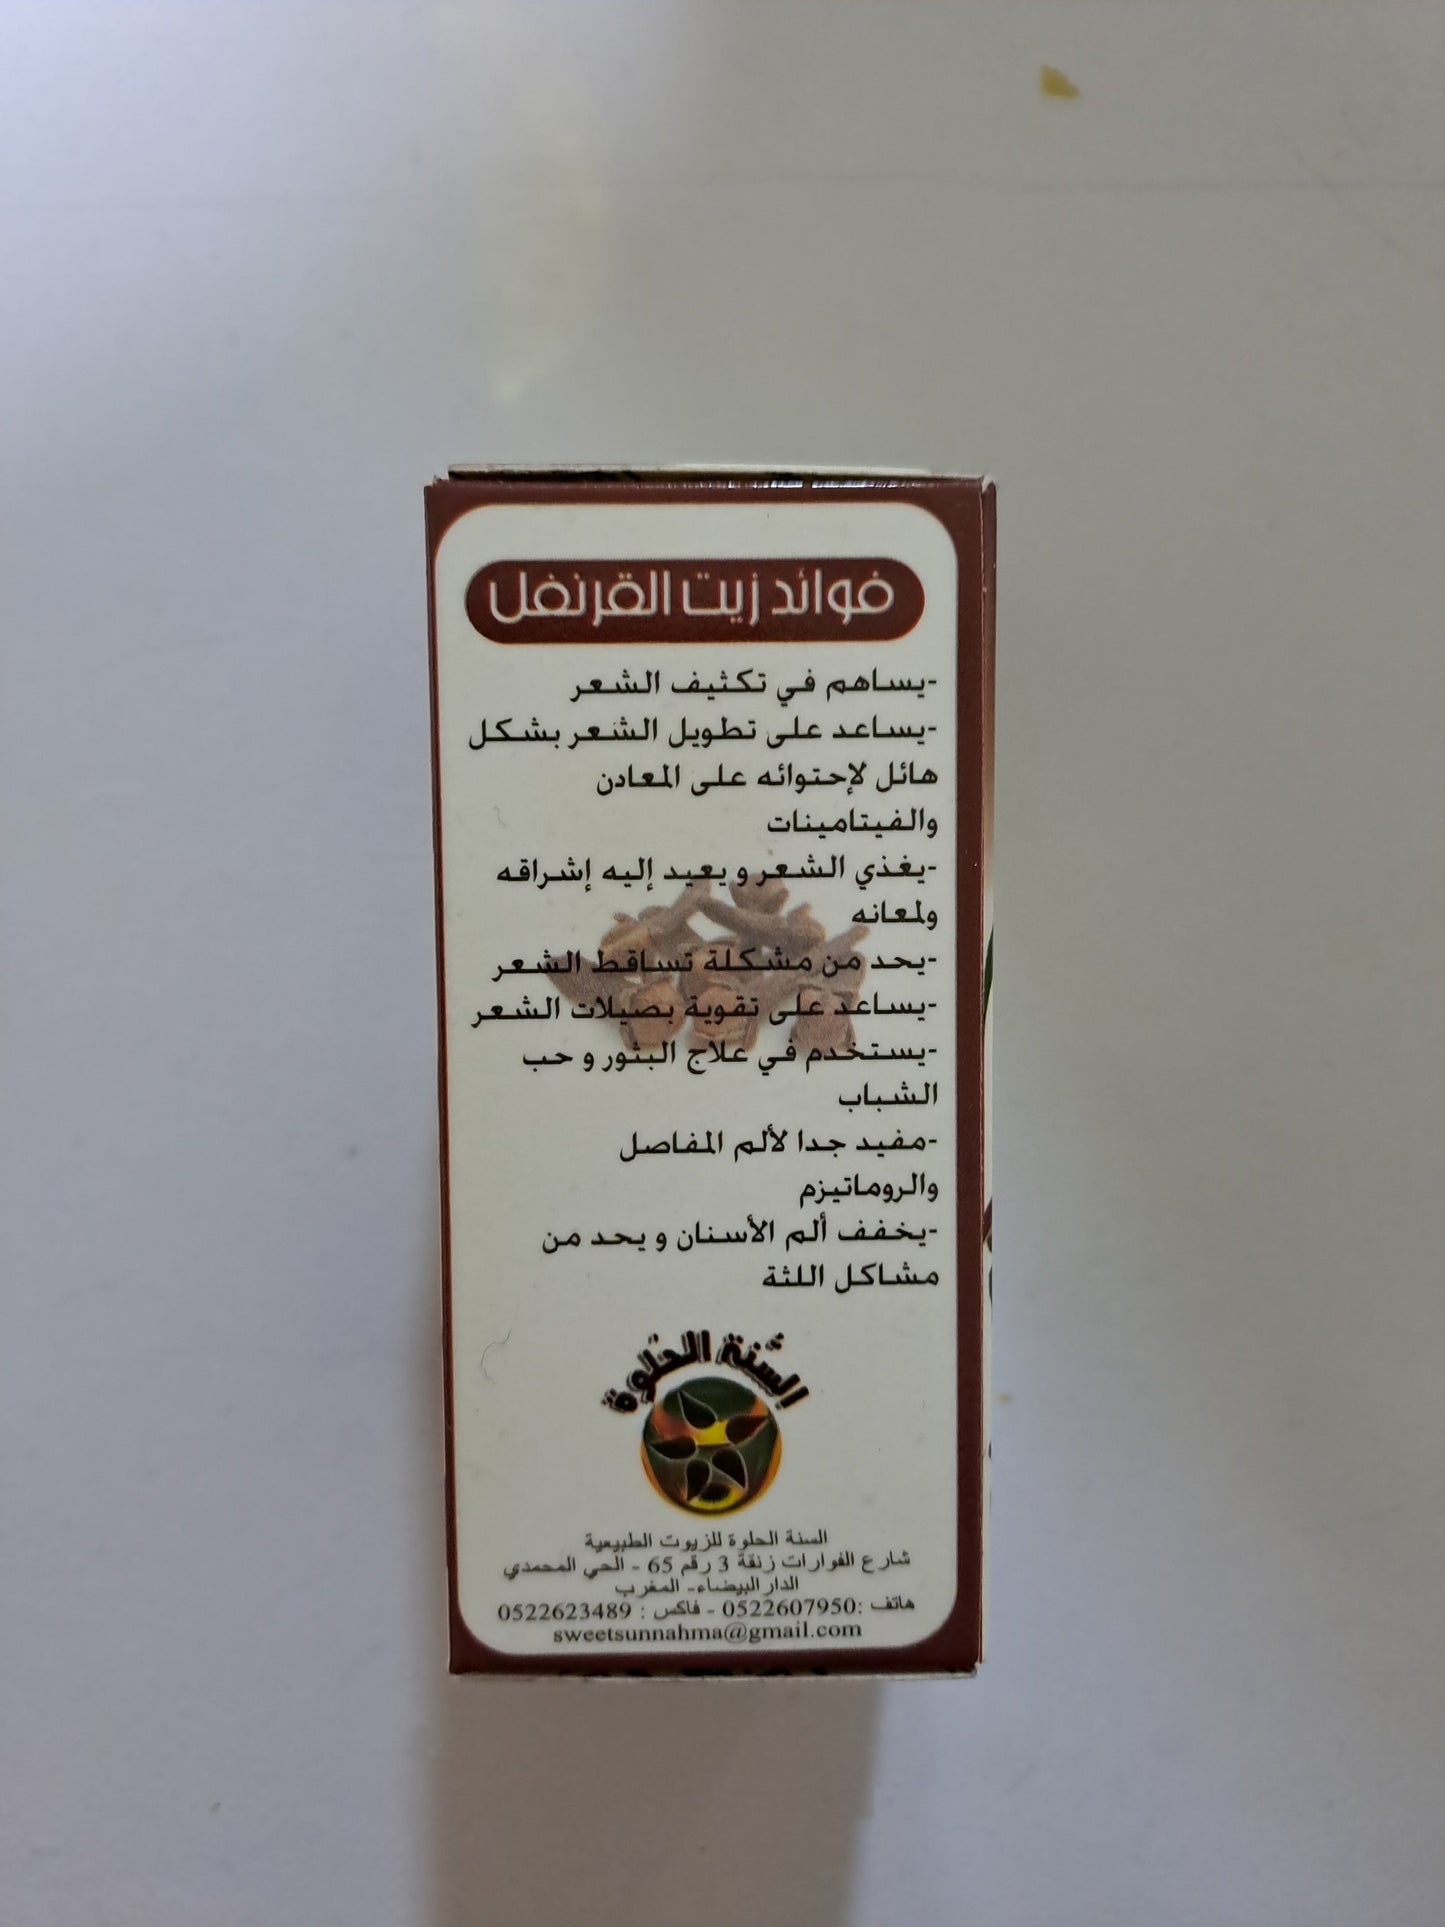 فوائد زيت القرنفل
-يساهم في تكثيف الشعر
-يساعد على تطويل الشعر بشكل
هائل لإحتوائه على المعادن
والفيتامينات
-يغذي الشعر و يعيد إليه إشراقه
ولمعانه
-يحد من مشكلة تساقط الشعر
-يساعد على تقوية بصيلات الشعر
-يستخدم في علاج البثور و حب
الشباب
-مفيد جدا لألم المفاصل
والروماتيزم
-يخفف ألم الأسنان و يحد من
مشاكل اللثة
السنة الحلوة
السنة الحلوة للزيوت الطبيعية
شارع الفوارات زنقة 3 رقم 65 - الحي المحمدي
الدار البيضاء- المغرب
هاتف :0522607950 - فاكس : 0522623489
sweetsunnahma@gmail.com